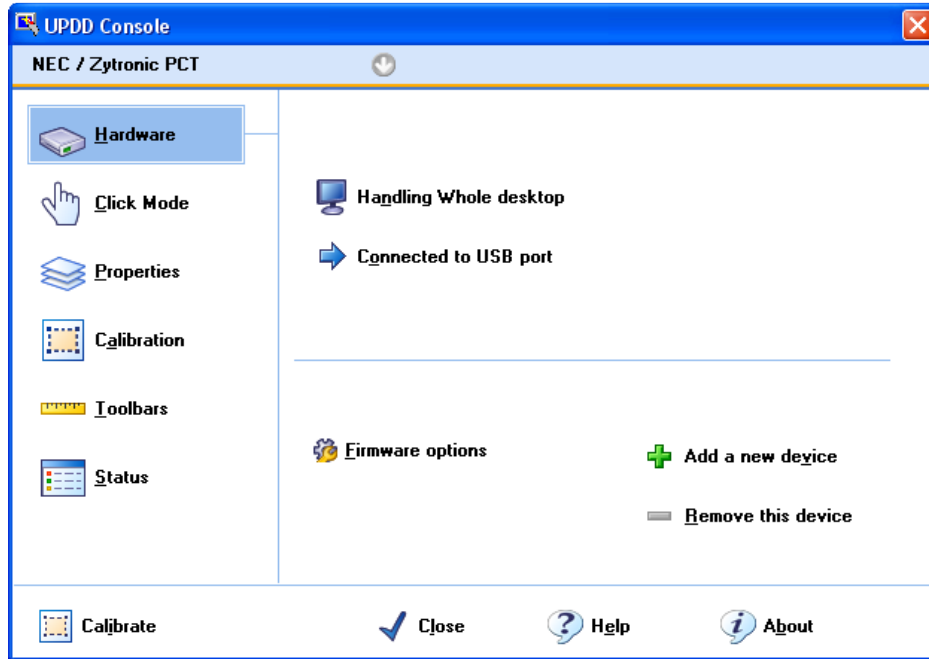 UPDD Console
NEC / Zytronic PCT
Hardware
Click Mode
Properties
Calibration
Toolbars
Status
Handling Whole desktop
Connected to USB port
Firmware options
Add a new device
Remove this device
Calibrate
Close
Help
About